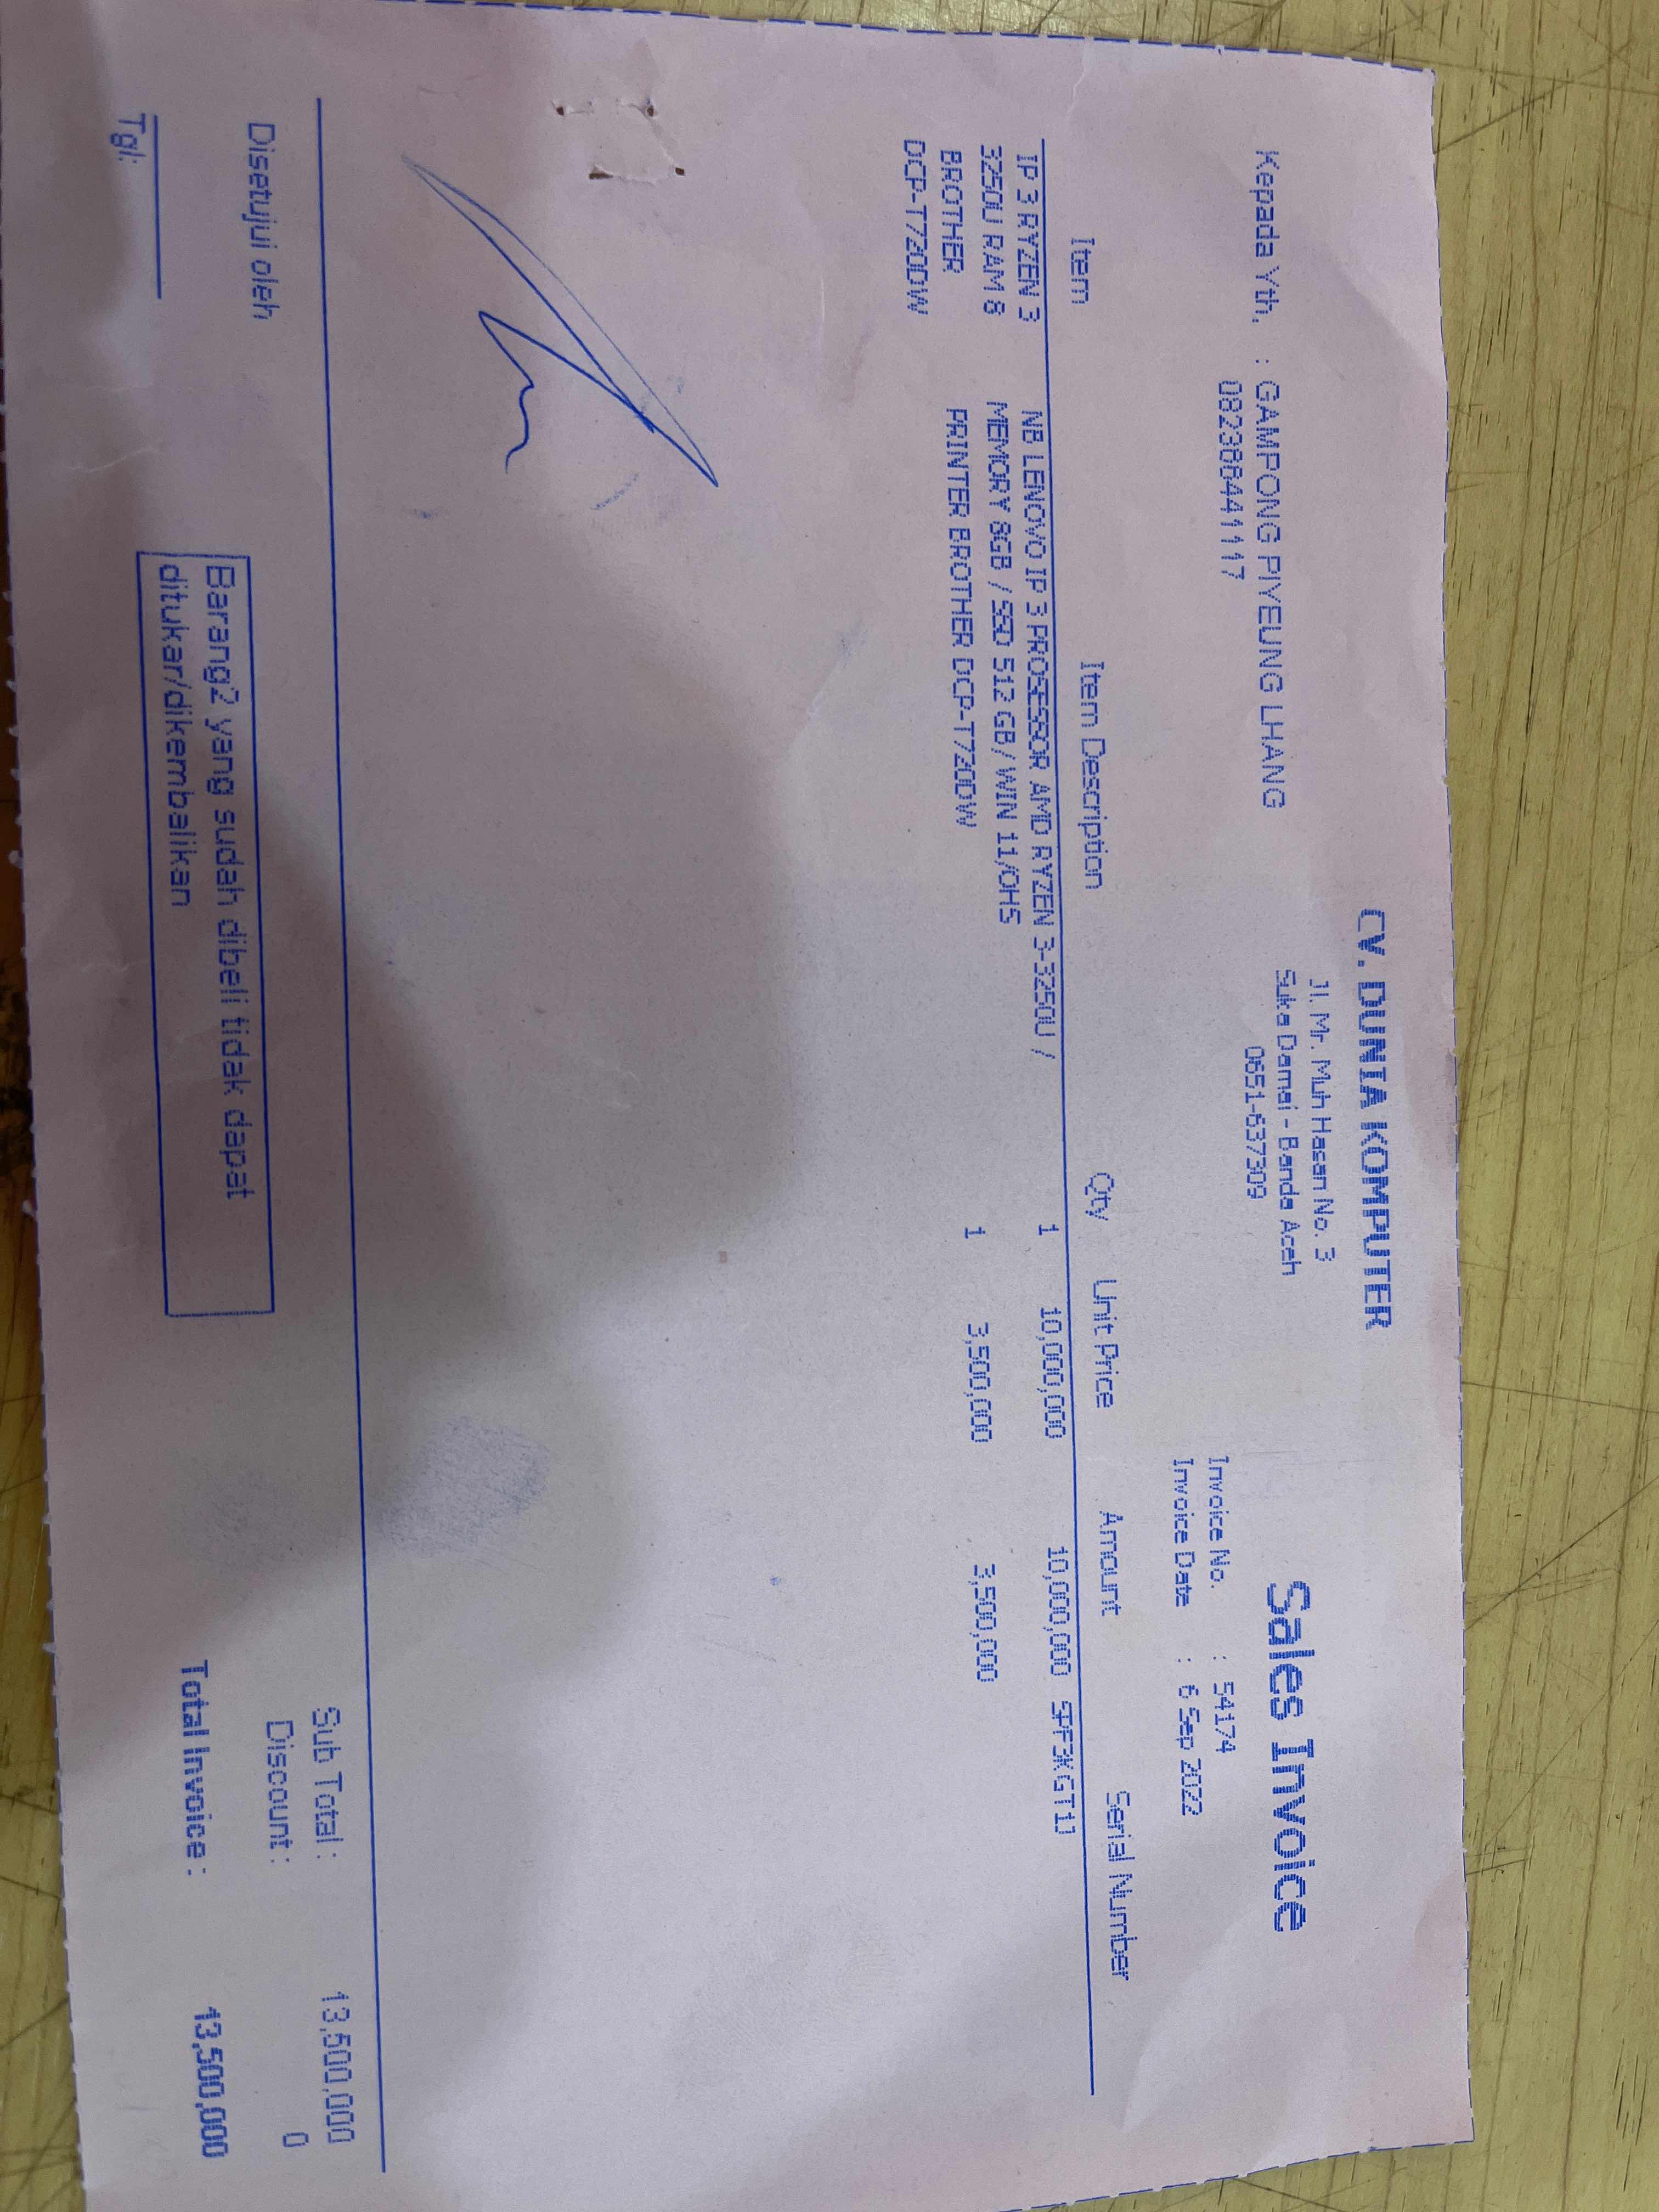 CV. DUNIA KOMPUTER
Jl. Mr. Muh Hasan No. 3
Suka Damai - Banda Aceh
0651-637309
Sales Invoice
Kepada Yth. : GAMPONG PIYEUNG LHANG
082386441117
Invoice No. : 54174
Invoice Date : 6 Sep 2022
Item Item Description Qty Unit Price Amount Serial Number
IP 3 RYZEN 3 NB LENOVO IP 3 PROSESSOR AMD RYZEN 3-3250U / 1 10,000,000 10,000,000 SPF3KGT1J
3250U RAM 8 MEMORY 8GB / SSD 512 GB/ WIN 11/OHS
BROTHER PRINTER BROTHER DCP-T720DW 1 3,500,000 3,500,000
DCP-T720DW
Sub Total : 13,500,000
Discount : 0
Total Invoice : 13,500,000
Disetujui oleh
Tgl:
Barang2 yang sudah dibeli tidak dapat
ditukar/dikembalikan